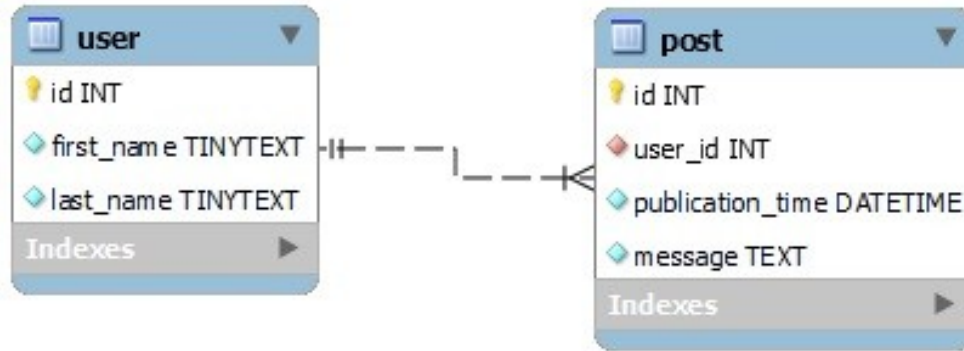 user
id INT
first_name TINYTEXT
last_name TINYTEXT
Indexes
post
id INT
user_id INT
publication_time DATETIME
message TEXT
Indexes